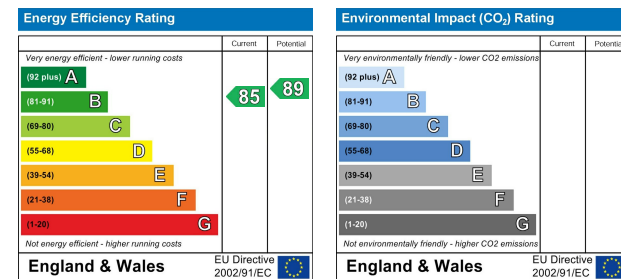 Energy Efficiency Rating
Current Potential
Very energy efficient - lower running costs
(92 plus) A
(81-91) B
(69-80) C
(55-68) D
(39-54) E
(21-38) F
(1-20) G
85
89
Not energy efficient - higher running costs
England & Wales
EU Directive
2002/91/EC
Environmental Impact (CO₂) Rating
Current Potential
Very environmentally friendly - lower CO2 emissions
(92 plus) A
(81-91) B
(69-80) C
(55-68) D
(39-54) E
(21-38) F
(1-20) G
Not environmentally friendly - higher CO2 emissions
England & Wales
EU Directive
2002/91/EC